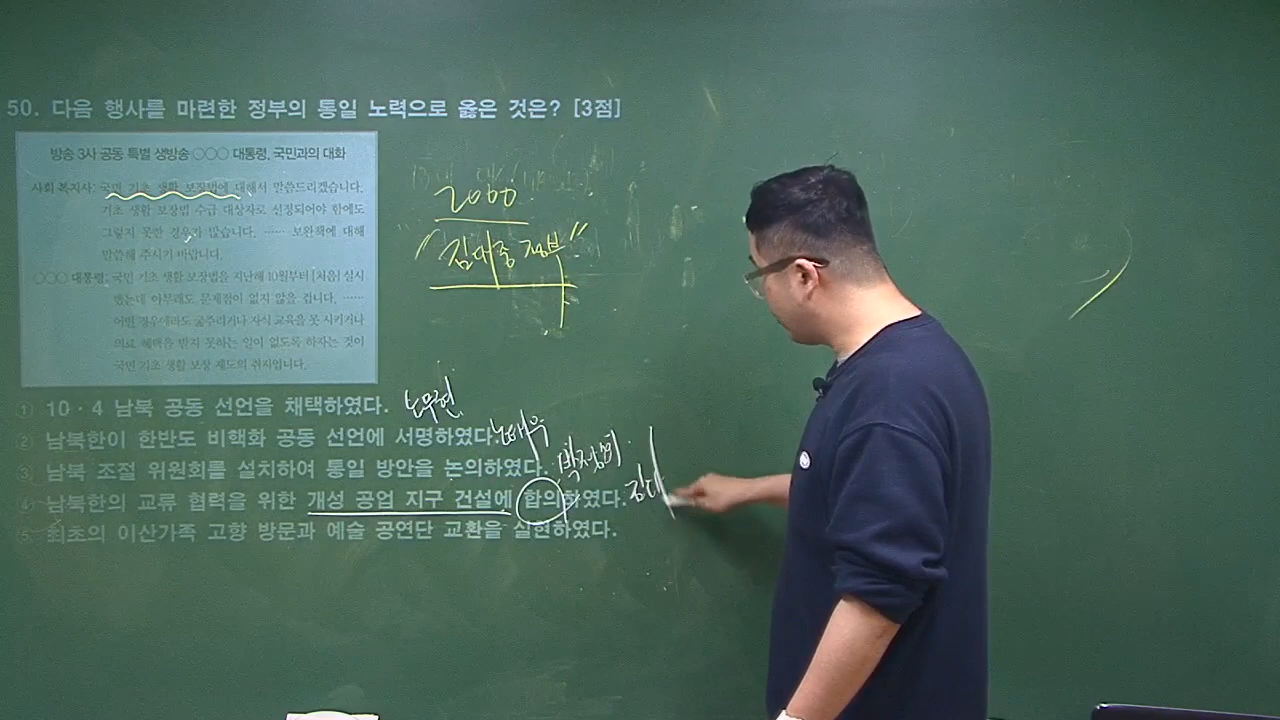 50. 다음 행사를 마련한 정부의 통일 노력으로 옳은 것은? [3점]
방송 3사 공동 특별 생방송 ○○○ 대통령, 국민과의 대화
사회 복지사: 국민 기초 생활 보장법에 대해서 말씀드리겠습니다.
기초 생활 보장법 수급 대상자로 선정되어야 함에도
그렇지 못한 경우가 많습니다. …… 보완책에 대해
말씀해 주시기 바랍니다.
○○○ 대통령: 국민 기초 생활 보장법을 지난해 10월부터 [처음] 실시
했는데 아무래도 문제점이 없지 않을 겁니다. ……
어떤 경우에라도 굶주리거나 자식 교육을 못 시키거나
의료 혜택을 받지 못하는 일이 없도록 하자는 것이
국민 기초 생활 보장 제도의 취지입니다.
2000
"김대중 정부"
① 10·4 남북 공동 선언을 채택하였다. 노무현
② 남북한이 한반도 비핵화 공동 선언에 서명하였다. 노태우
③ 남북 조절 위원회를 설치하여 통일 방안을 논의하였다. 박정희
④ 남북한의 교류 협력을 위한 개성 공업 지구 건설에 합의하였다. 김대
⑤ 최초의 이산가족 고향 방문과 예술 공연단 교환을 실현하였다.